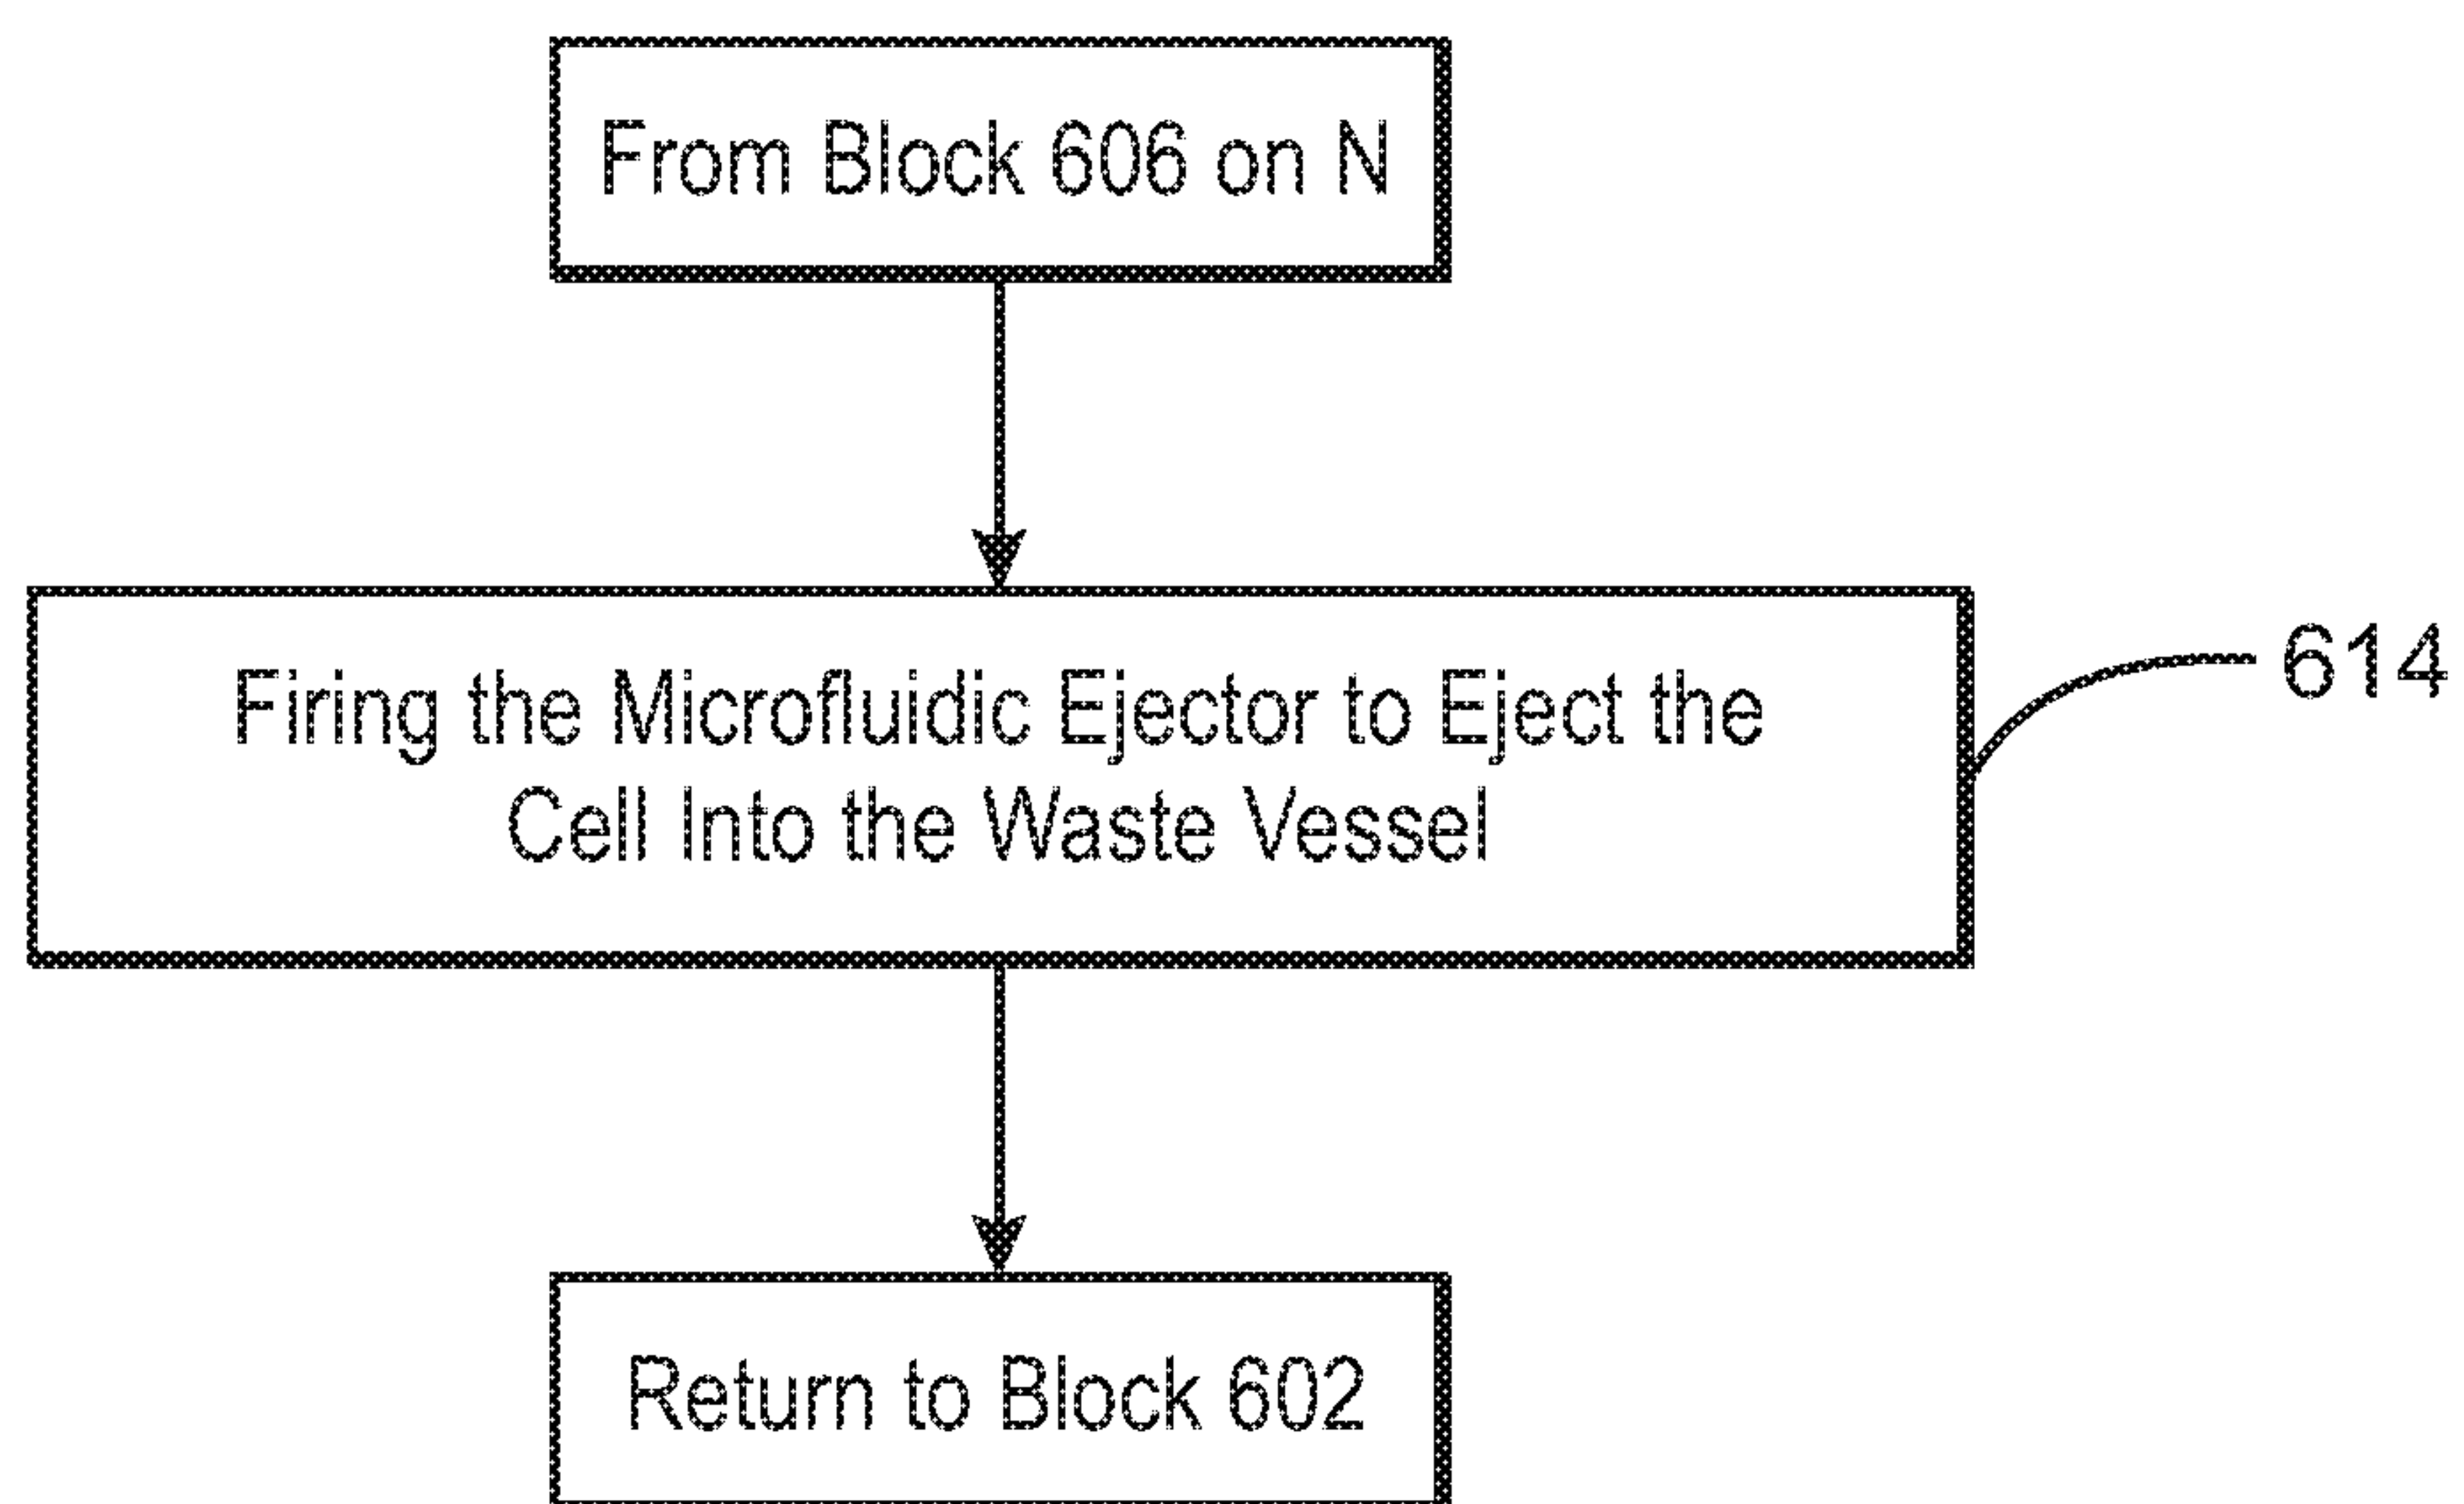 From Block 606 on N
Firing the Microfluidic Ejector to Eject the
Cell Into the Waste Vessel
614
Return to Block 602